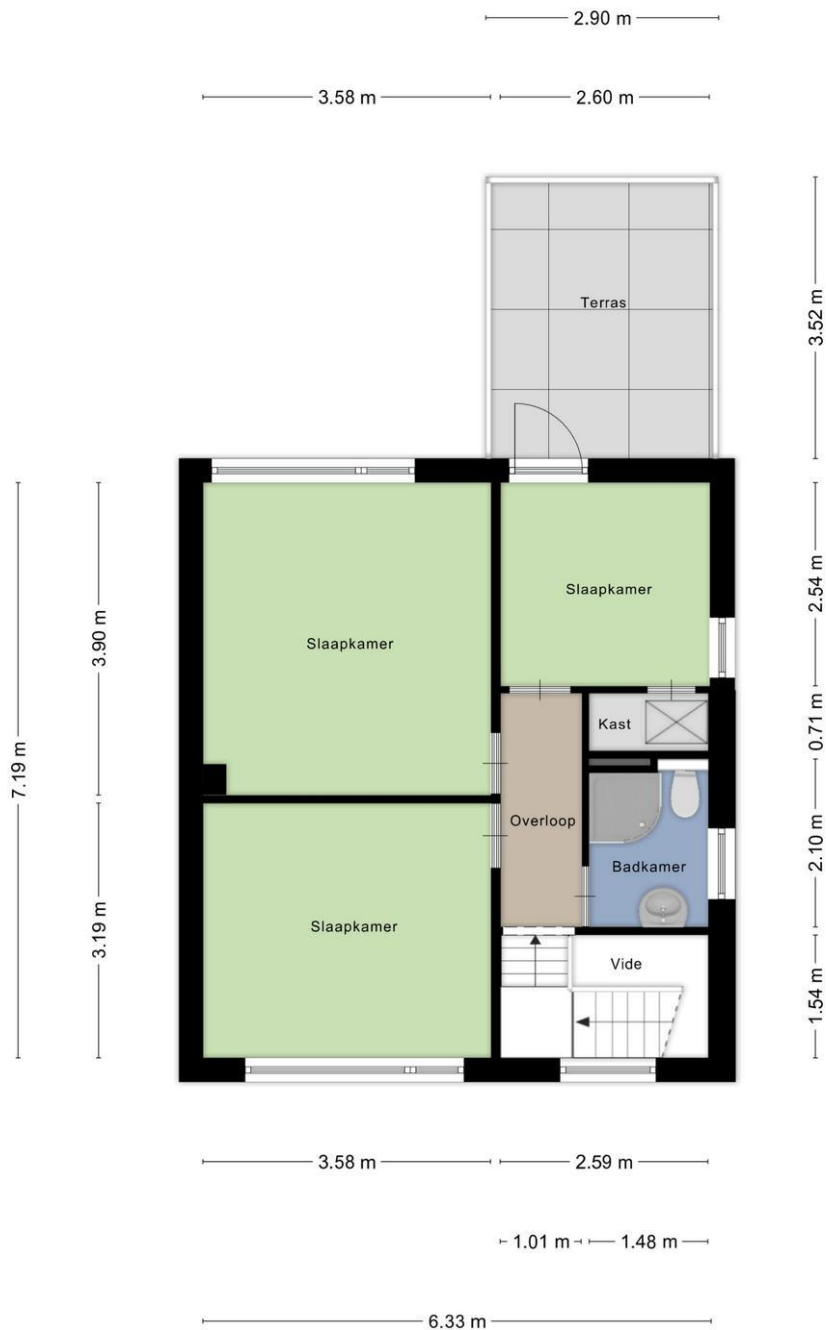 2.90 m
3.58 m
2.60 m
Terras
3.52 m
Slaapkamer
2.54 m
Slaapkamer
3.90 m
Kast
0.71 m
7.19 m
Overloop
Badkamer
2.10 m
Slaapkamer
3.19 m
Vide
1.54 m
3.58 m
2.59 m
1.01 m
1.48 m
6.33 m